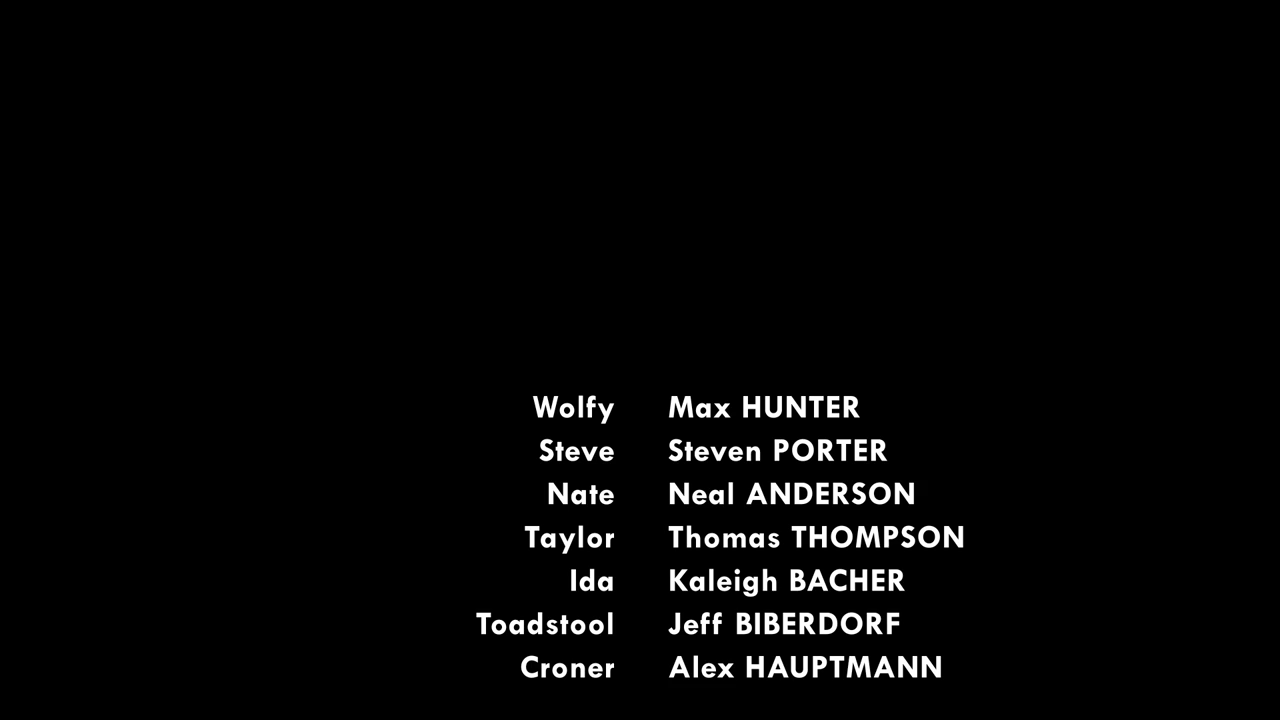 Wolfy Max HUNTER
Steve Steven PORTER
Nate Neal ANDERSON
Taylor Thomas THOMPSON
Ida Kaleigh BACHER
Toadstool Jeff BIBERDORF
Croner Alex HAUPTMANN